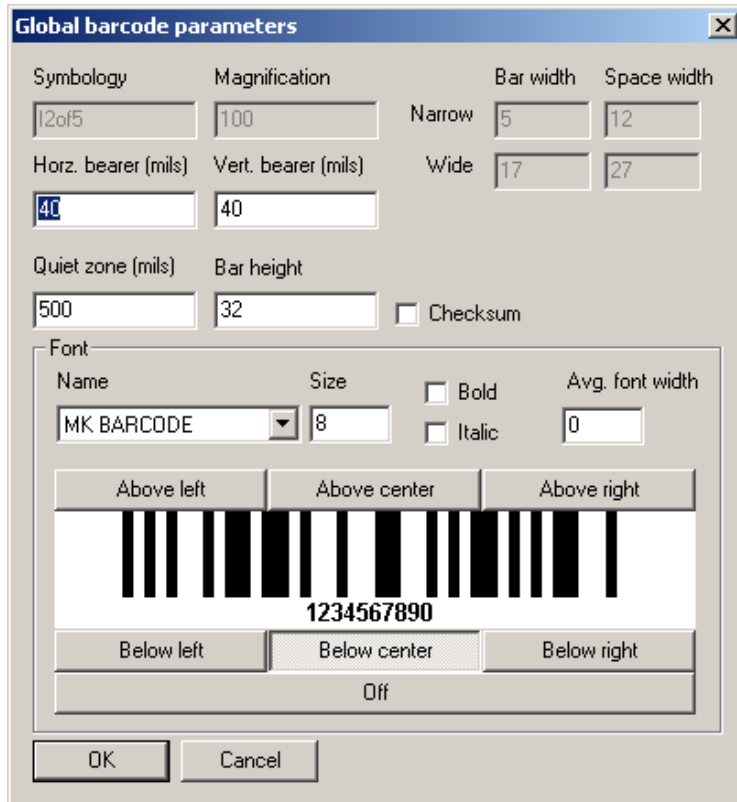 Global barcode parameters
Symbology Magnification Bar width Space width
I2of5 100 Narrow 5 12
Horz. bearer (mils) Vert. bearer (mils) Wide 17 27
40 40
Quiet zone (mils) Bar height
500 32 Checksum
Font
Name Size Bold Avg. font width
MK BARCODE 8 Italic 0
Above left Above center Above right
1234567890
Below left Below center Below right
Off
OK Cancel